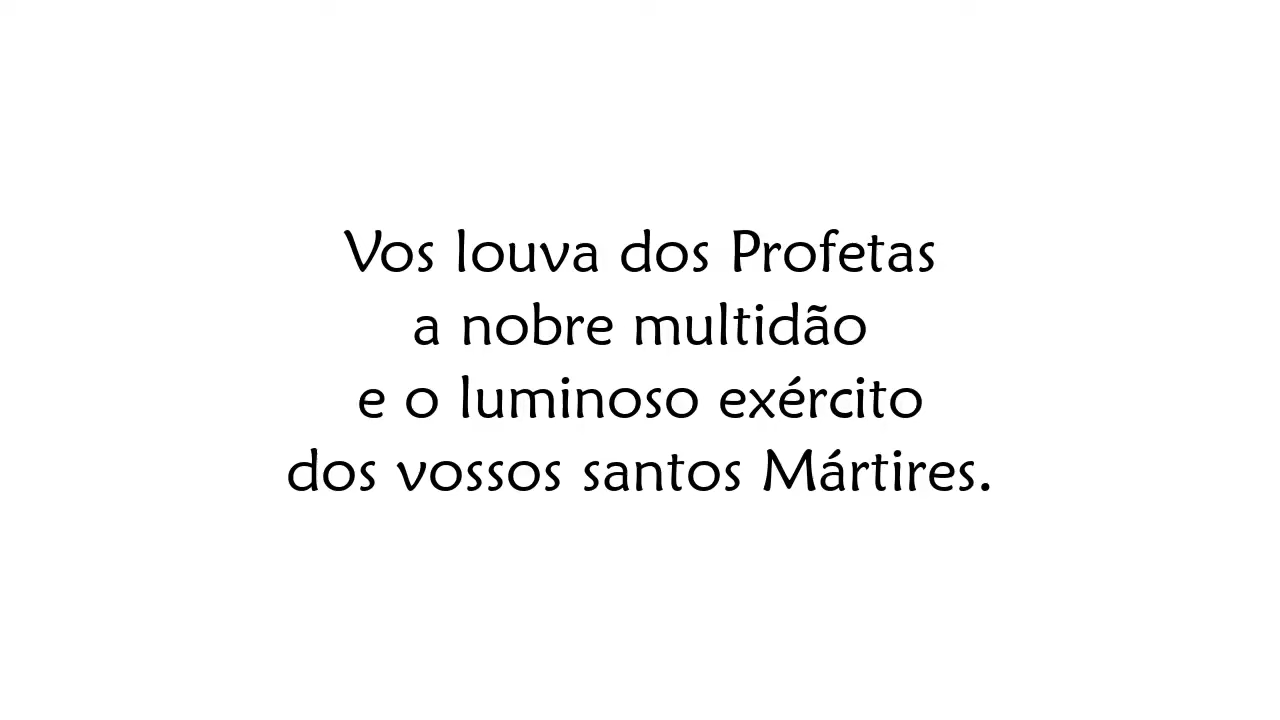 Vos louva dos Profetas
a nobre multidão
e o luminoso exército
dos vossos santos Mártires.